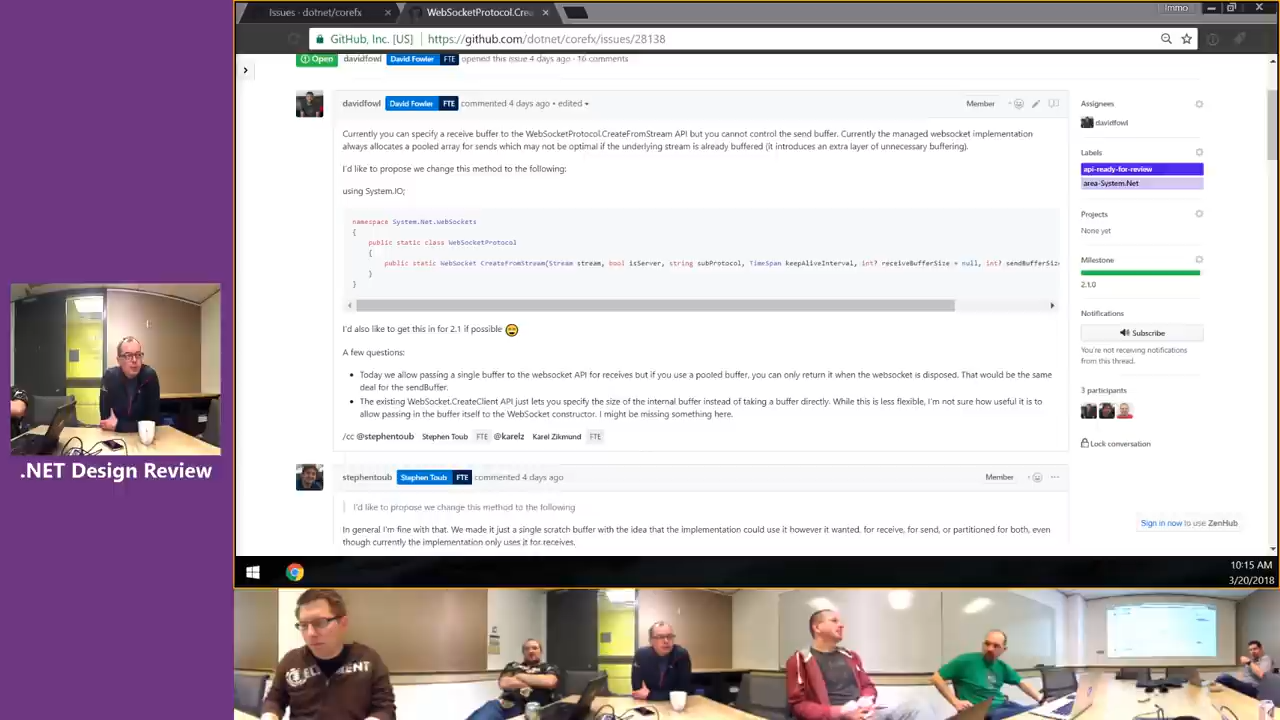 Issues - dotnet/corefx
WebSocketProtocol.Cre
Immo
GitHub, Inc. [US]
https://github.com/dotnet/corefx/issues/28138
Open davidfowl David Fowler FTE opened this issue 4 days ago · 16 comments
davidfowl David Fowler FTE commented 4 days ago • edited
Member
Currently you can specify a receive buffer to the WebSocketProtocol.CreateFromStream API but you cannot control the send buffer. Currently the managed websocket implementation
always allocates a pooled array for sends which may not be optimal if the underlying stream is already buffered (it introduces an extra layer of unnecessary buffering).
I'd like to propose we change this method to the following:
using System.IO;
namespace System.Net.WebSockets
{
public static class WebSocketProtocol
{
public static WebSocket CreateFromStream(Stream stream, bool isServer, string subProtocol, TimeSpan keepAliveInterval, int? receiveBufferSize = null, int? sendBufferSize
}
}
I'd also like to get this in for 2.1 if possible
A few questions:
• Today we allow passing a single buffer to the websocket API for receives but if you use a pooled buffer, you can only return it when the websocket is disposed. That would be the same
deal for the sendBuffer.
• The existing WebSocket.CreateClient API just lets you specify the size of the internal buffer instead of taking a buffer directly. While this is less flexible, I'm not sure how useful it is to
allow passing in the buffer itself to the WebSocket constructor. I might be missing something here.
/cc @stephentoub Stephen Toub FTE @karelz Karel Zikmund FTE
stephentoub Stephen Toub FTE commented 4 days ago
Member
I'd like to propose we change this method to the following
In general I'm fine with that. We made it just a single scratch buffer with the idea that the implementation could use it however it wanted, for receive, for send, or partitioned for both, even
though currently the implementation only uses it for receives.
Assignees
davidfowl
Labels
api-ready-for-review
area-System.Net
Projects
None yet
Milestone
2.1.0
Notifications
Subscribe
You're not receiving notifications
from this thread.
3 participants
Lock conversation
Sign in now to use ZenHub
.NET Design Review
10:15 AM
3/20/2018